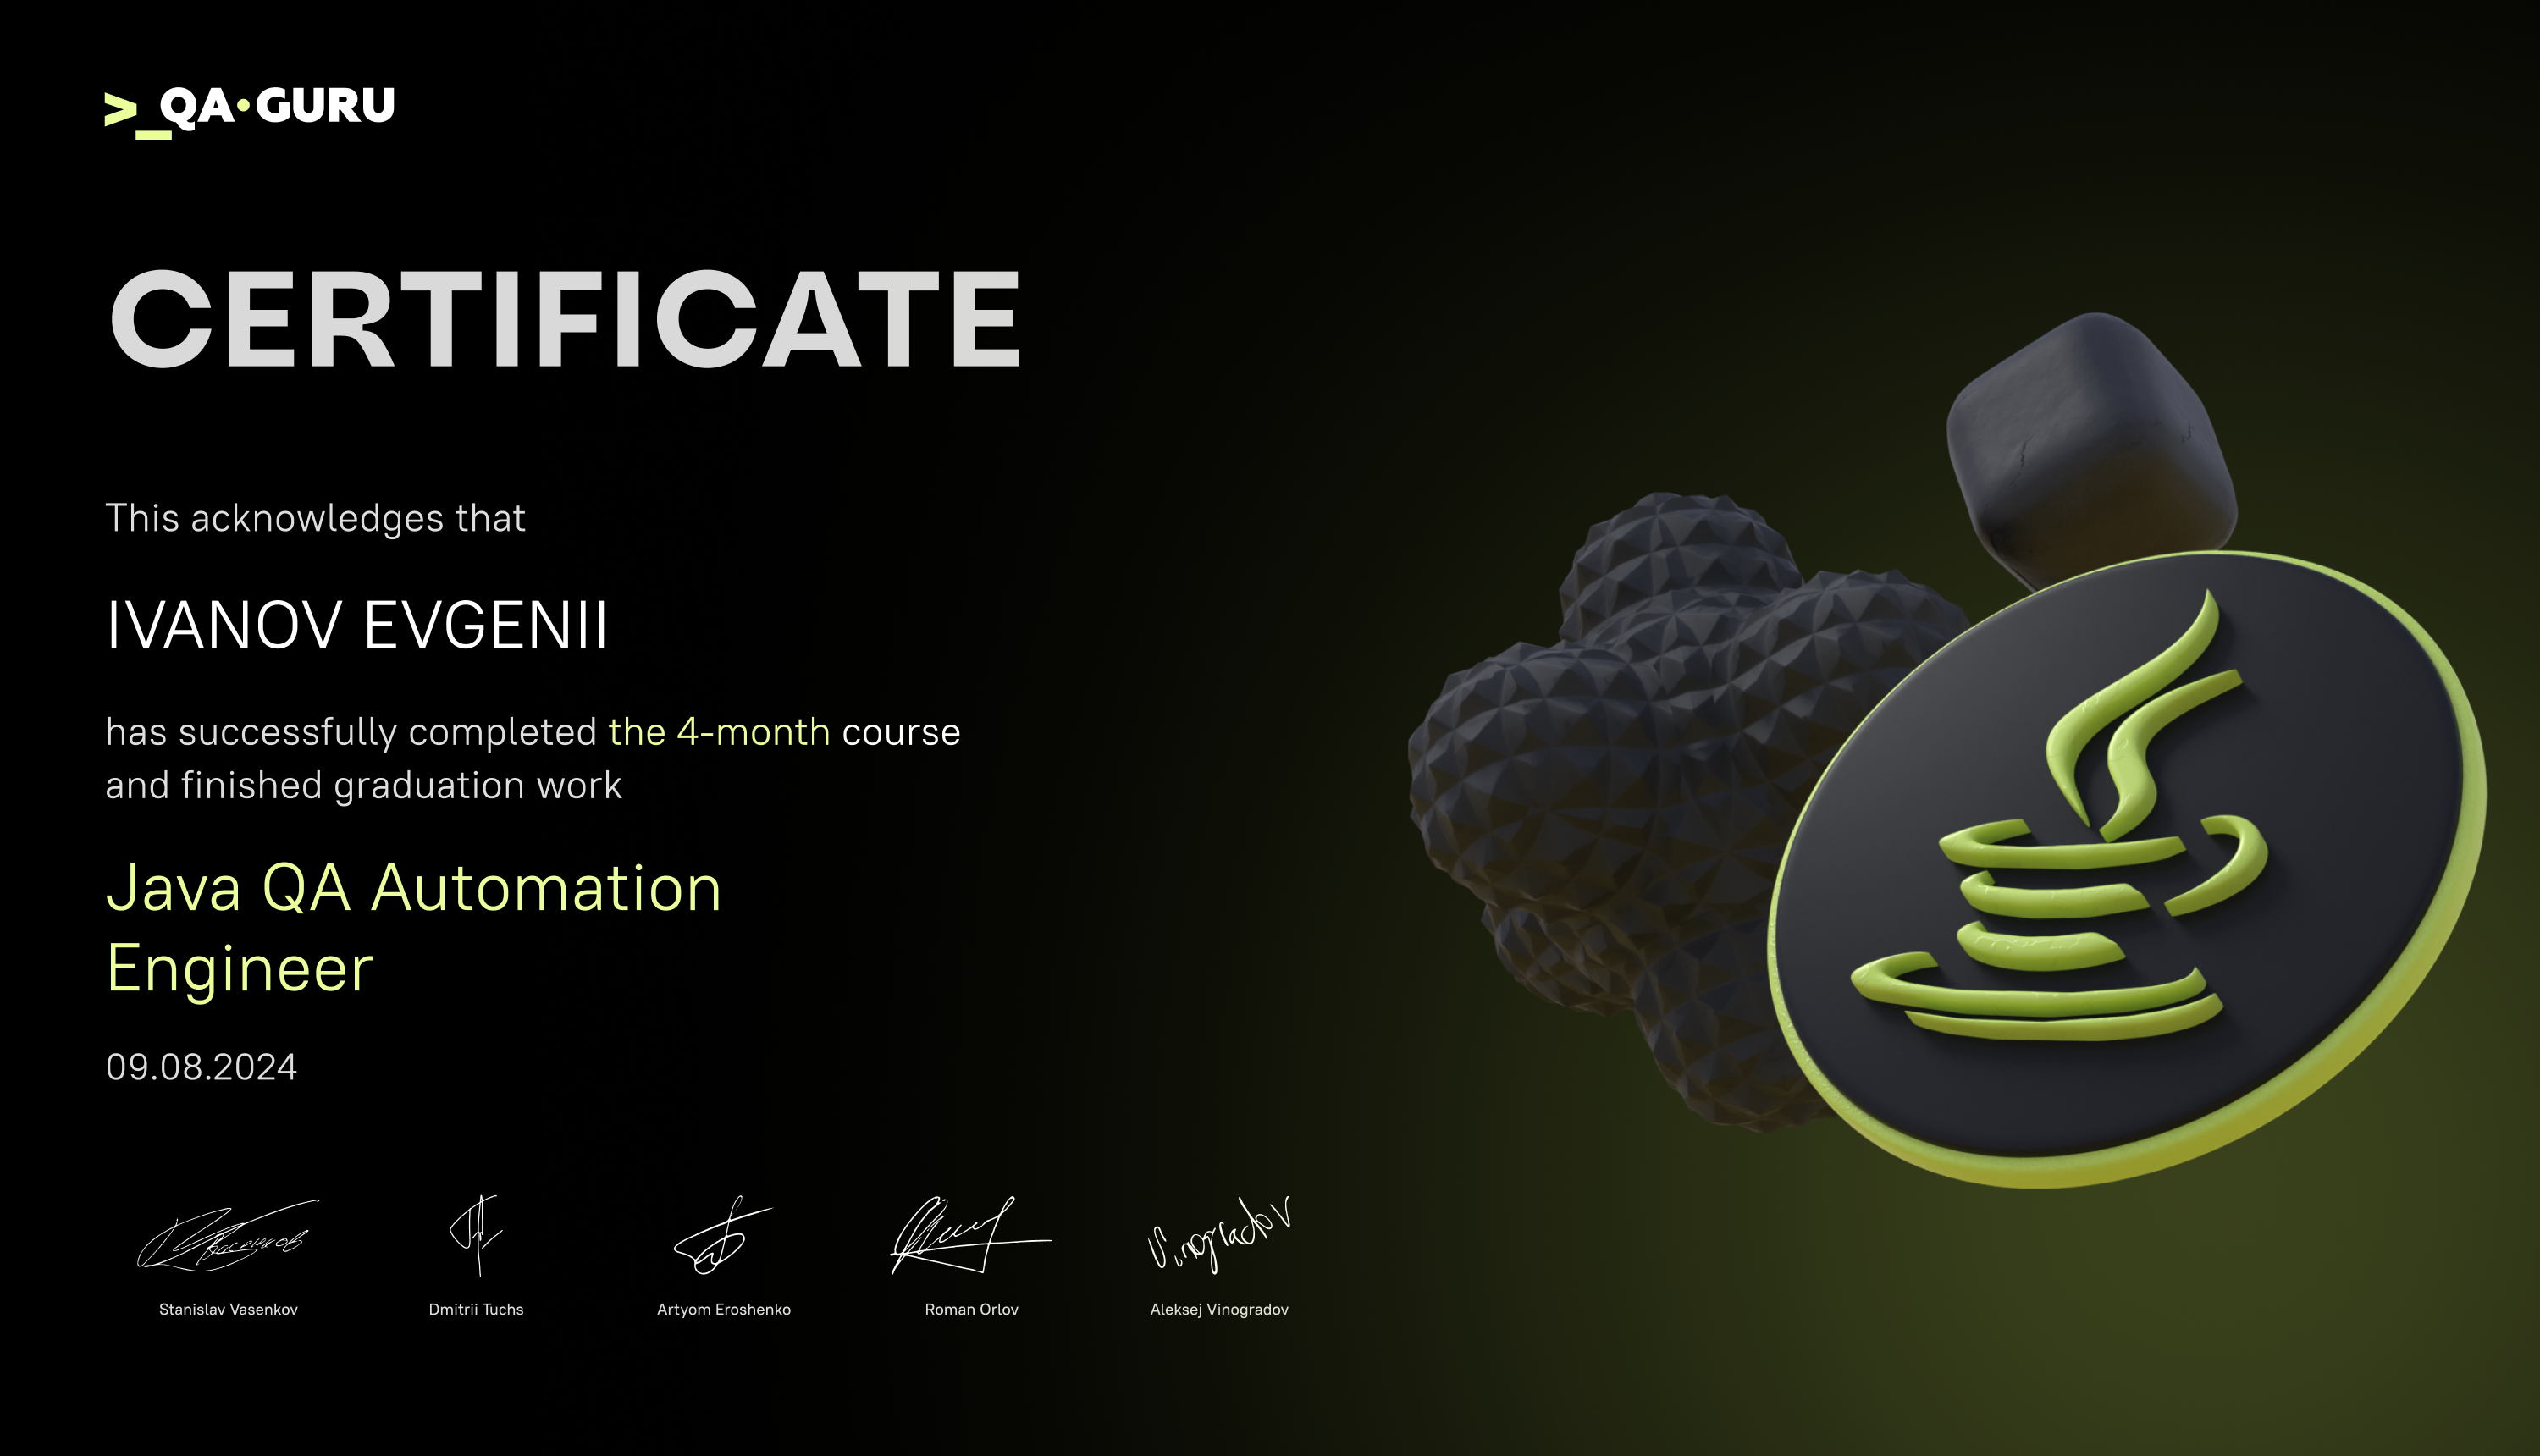 >_QA•GURU
CERTIFICATE
This acknowledges that
IVANOV EVGENII
has successfully completed the 4-month course
and finished graduation work
Java QA Automation
Engineer
09.08.2024
Vinogradov
Stanislav Vasenkov
Dmitrii Tuchs
Artyom Eroshenko
Roman Orlov
Aleksej Vinogradov